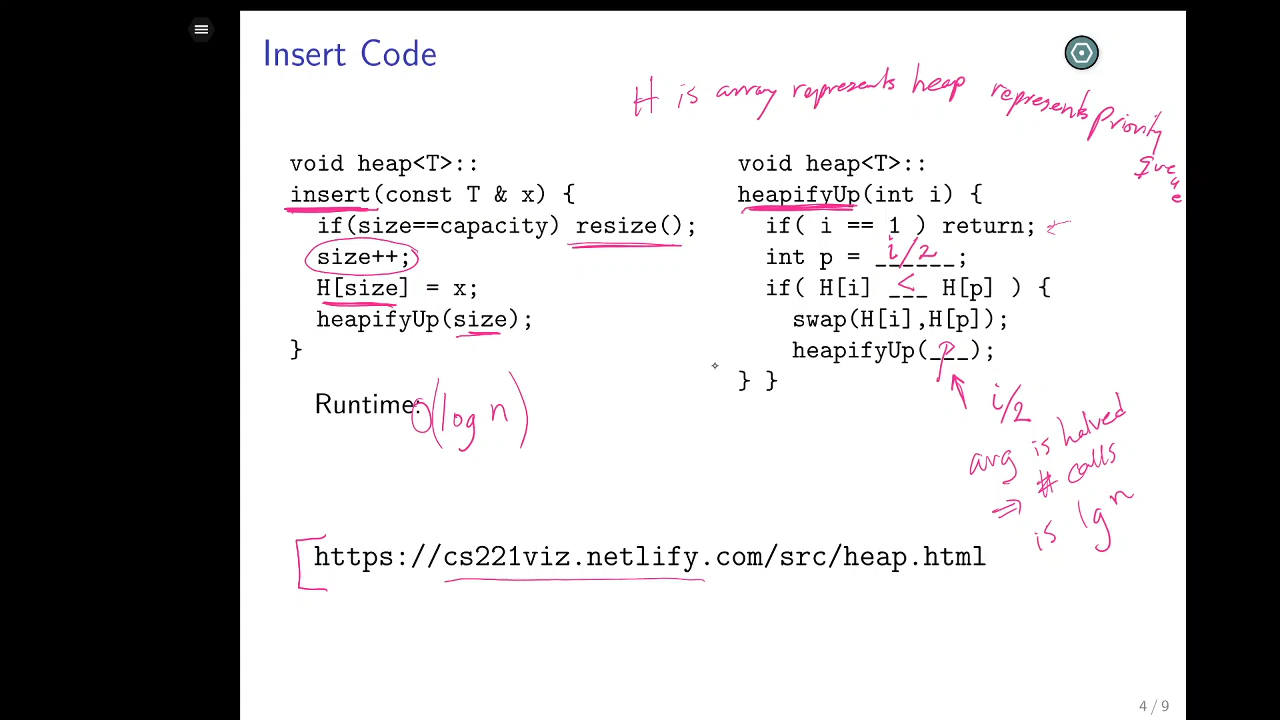 Insert Code
H is array represents heap represents priority
queue
void heap<T>::
insert(const T & x) {
if(size==capacity) resize();
size++;
H[size] = x;
heapifyUp(size);
}
Runtime: O(log n)
void heap<T>::
heapifyUp(int i) {
if( i == 1 ) return;
int p = i/2;
if( H[i] < H[p] ) {
swap(H[i],H[p]);
heapifyUp(p);
} }
i/2
arg is halved
⇒ # calls
is lg n
https://cs221viz.netlify.com/src/heap.html
4 / 9